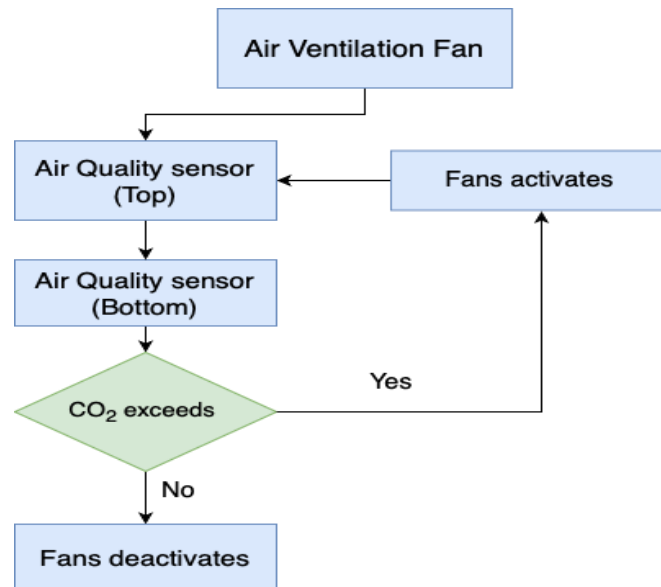 Air Ventilation Fan
Air Quality sensor
(Top)
Fans activates
Air Quality sensor
(Bottom)
Yes
CO₂ exceeds
No
Fans deactivates